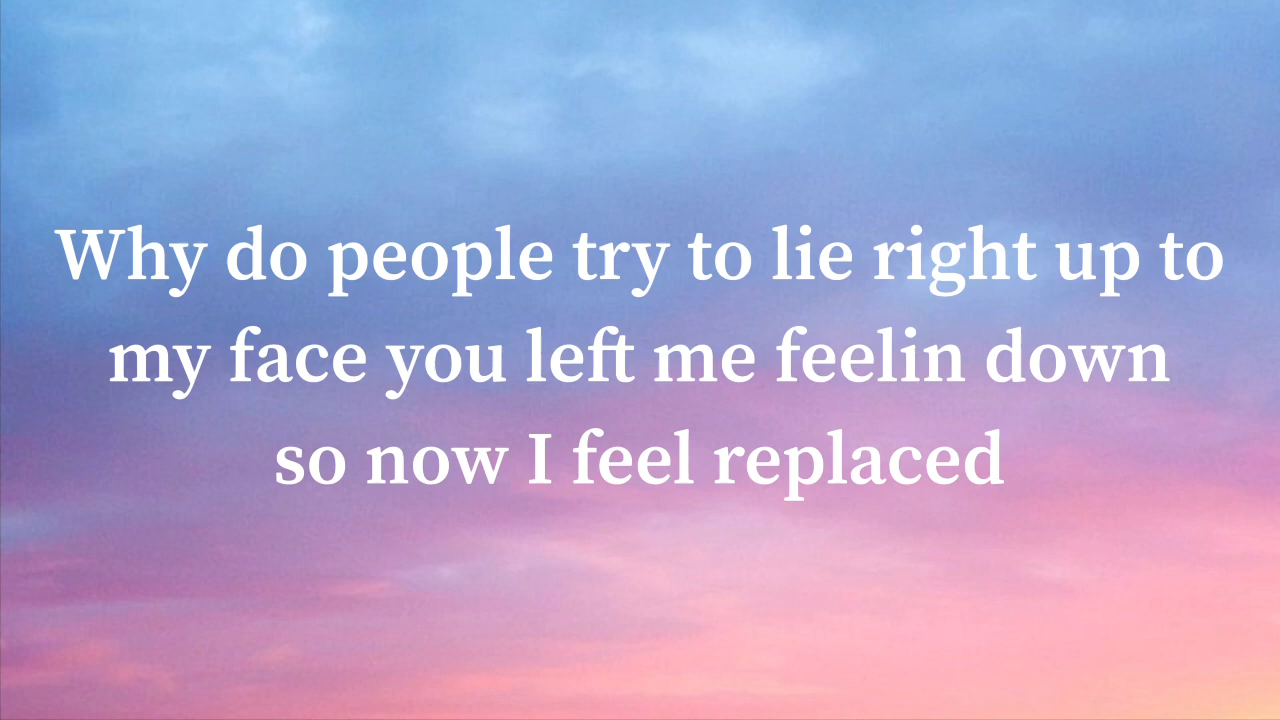 Why do people try to lie right up to
my face you left me feelin down
so now I feel replaced